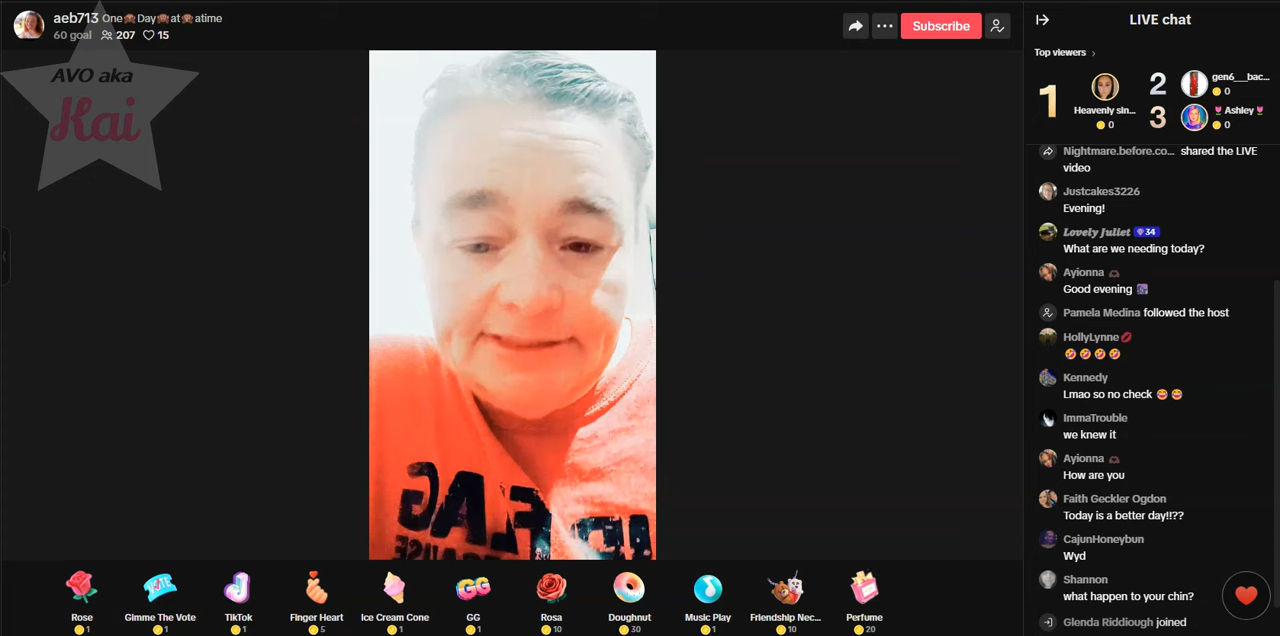 aeb713 One🙈Day🙈at🙈atime
60 goal 207 15
Subscribe
AVO aka
Kai
LIVE chat
Top viewers
1
Heavenly sin...
0
2
gen6__bac...
0
3
🌷Ashley🌷
0
Nightmare.before.co... shared the LIVE
video
Justcakes3226
Evening!
Lovely Juliet 34
What are we needing today?
Ayionna
Good evening 🎆
Pamela Medina followed the host
HollyLynne💋
🤣🤣🤣🤣
Kennedy
Lmao so no check 😂😂
ImmaTrouble
we knew it
Ayionna
How are you
Faith Geckler Ogdon
Today is a better day!!??
CajunHoneybun
Wyd
Shannon
what happen to your chin?
Glenda Riddiough joined
VOTE
GG
Rose
1
Gimme The Vote
1
TikTok
1
Finger Heart
5
Ice Cream Cone
1
GG
1
Rosa
10
Doughnut
30
Music Play
1
Friendship Nec...
10
Perfume
20